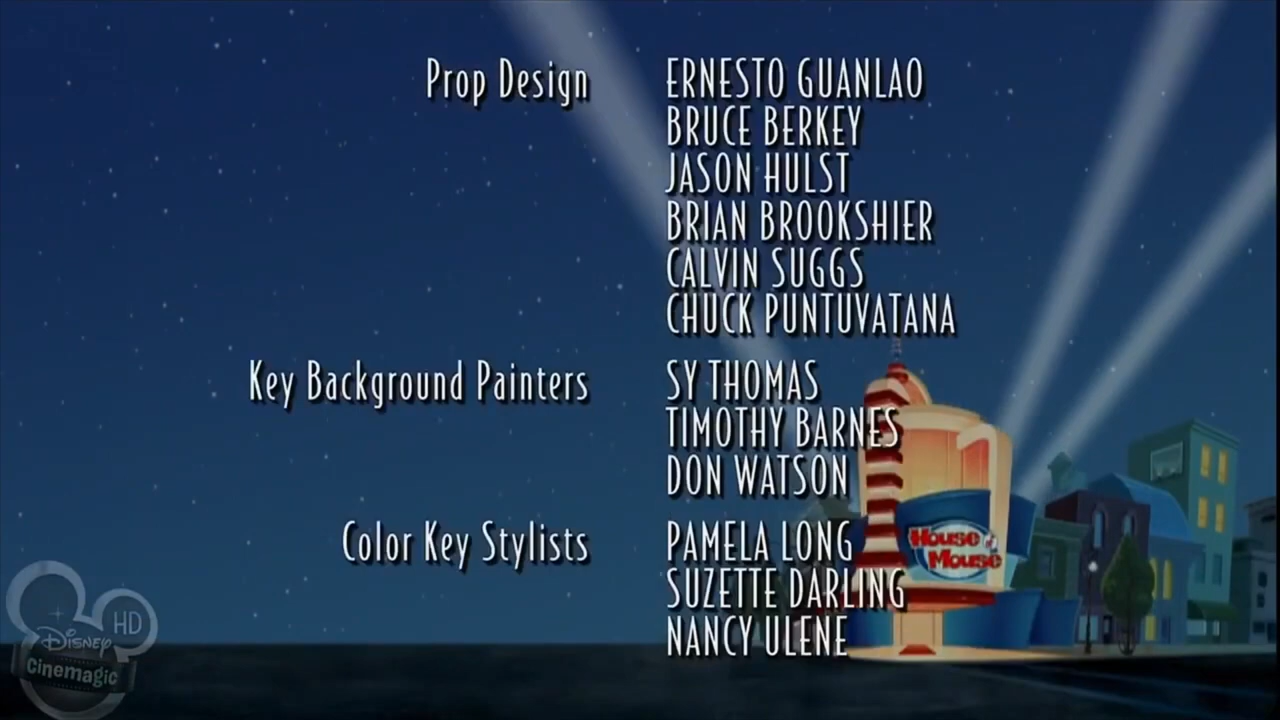 Prop Design ERNESTO GUANLAO
BRUCE BERKEY
JASON HULST
BRIAN BROOKSHIER
CALVIN SUGGS
CHUCK PUNTUVATANA
Key Background Painters SY THOMAS
TIMOTHY BARNES
DON WATSON
Color Key Stylists PAMELA LONG
SUZETTE DARLING
NANCY ULENE
House of
Mouse
HD
Disney
Cinemagic